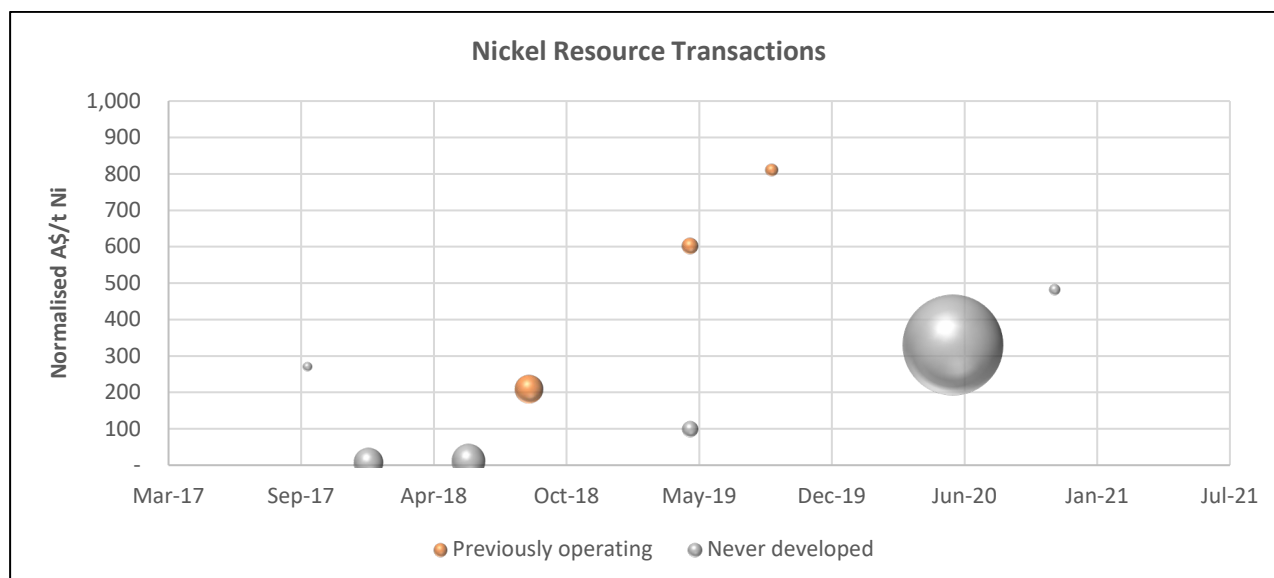 Nickel Resource Transactions
Normalised A$/t Ni
1,000
900
800
700
600
500
400
300
200
100
-
Mar-17 Sep-17 Apr-18 Oct-18 May-19 Dec-19 Jun-20 Jan-21 Jul-21
Previously operating Never developed